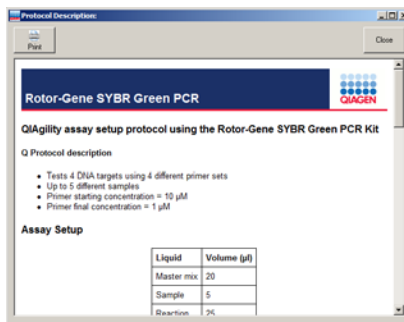 Protocol Description:
Print
Close
Rotor-Gene SYBR Green PCR
QIAGEN
QIAgility assay setup protocol using the Rotor-Gene SYBR Green PCR Kit
Q Protocol description
• Tests 4 DNA targets using 4 different primer sets
• Up to 5 different samples
• Primer starting concentration = 10 µM
• Primer final concentration = 1 µM
Assay Setup
Liquid Volume (µl)
Master mix 20
Sample 5
Reaction 25